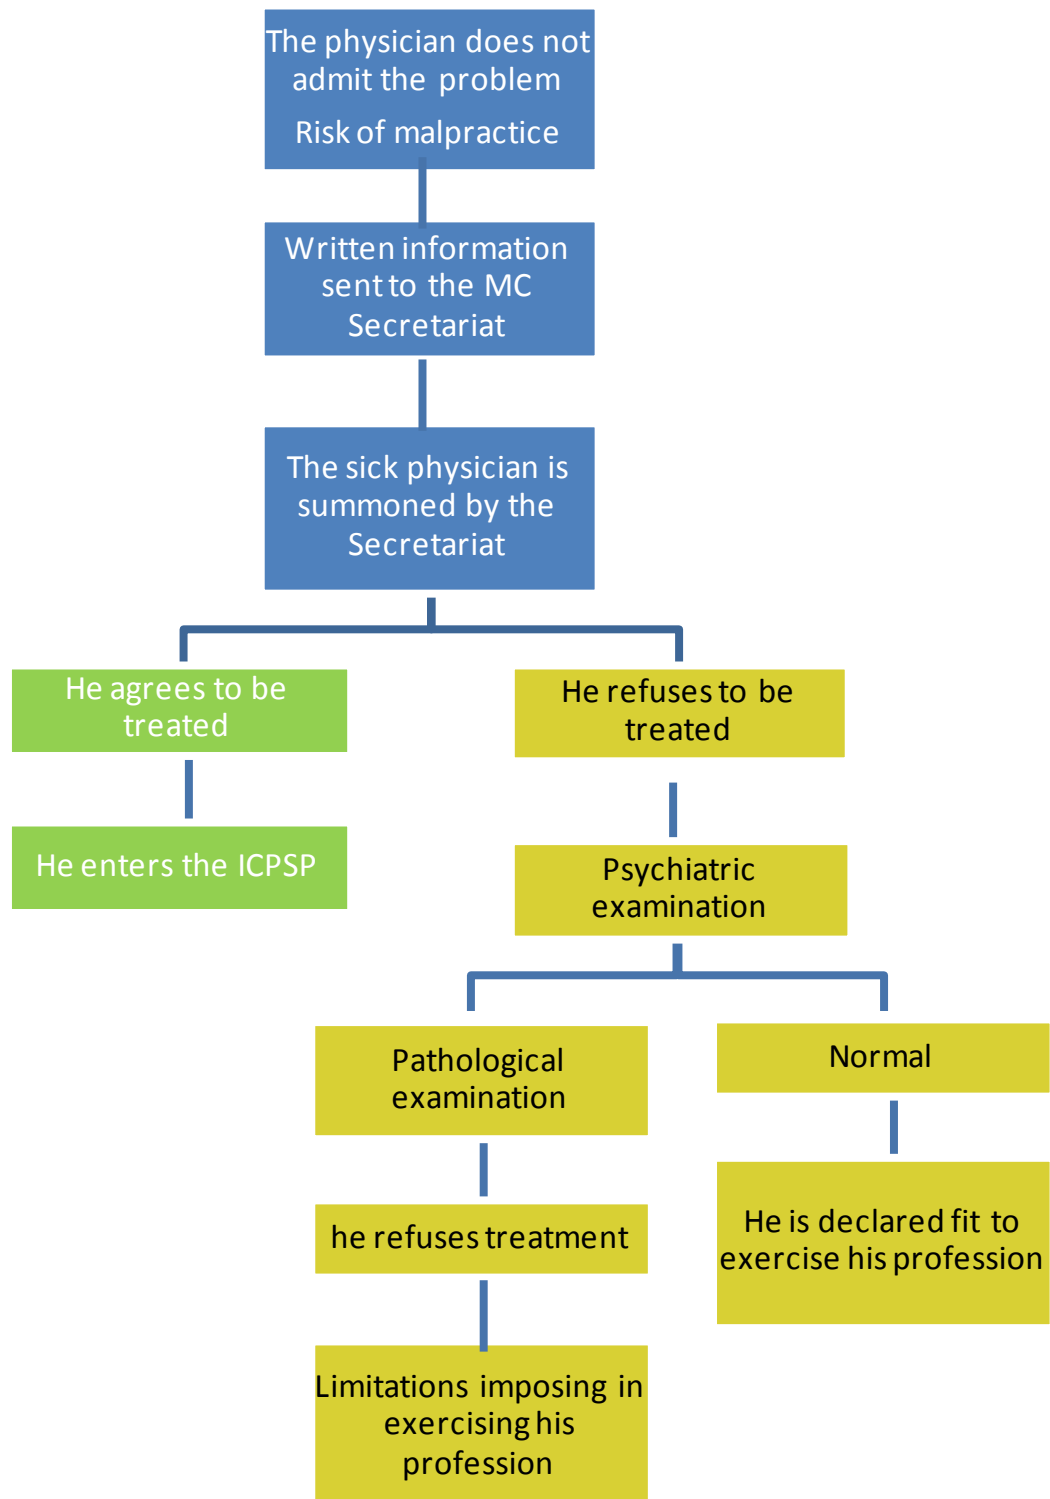 The physician does not
admit the problem
Risk of malpractice
Written information
sent to the MC
Secretariat
The sick physician is
summoned by the
Secretariat
He agrees to be
treated
He refuses to be
treated
He enters the ICPSP
Psychiatric
examination
Pathological
examination
Normal
he refuses treatment
He is declared fit to
exercise his profession
Limitations imposing in
exercising his
profession